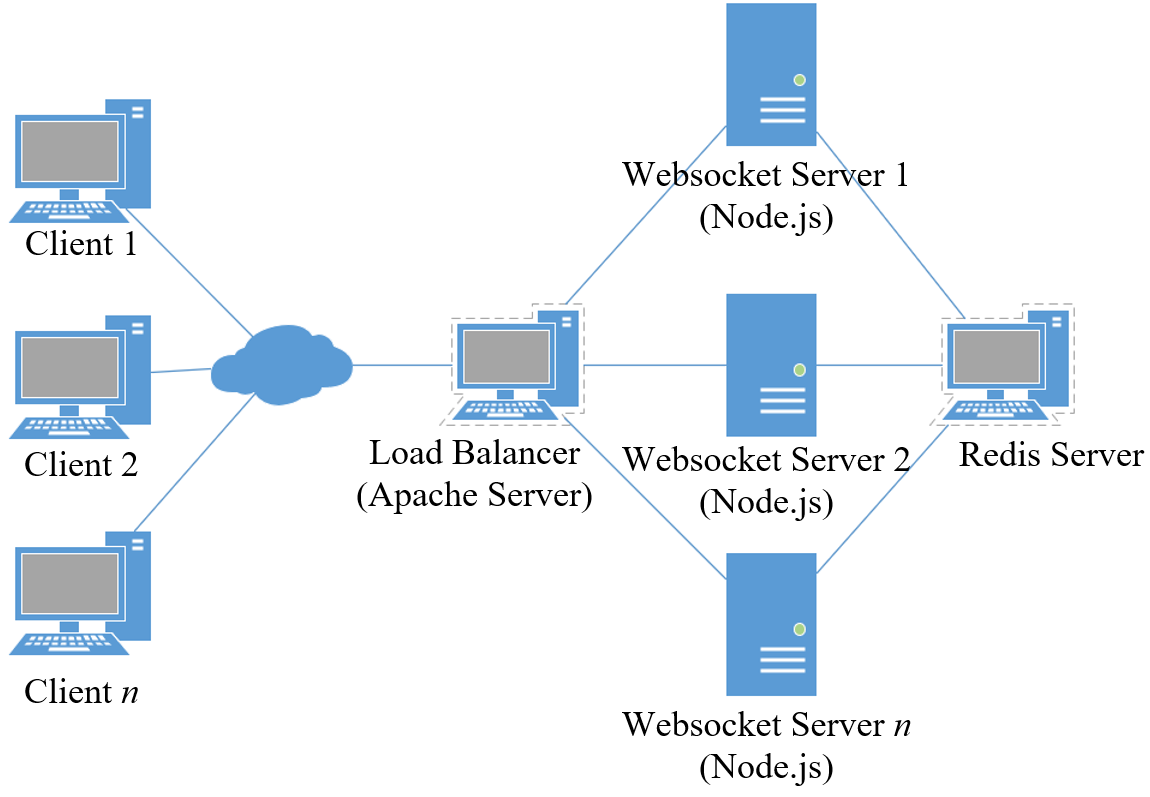 Client 1
Client 2
Client n
Load Balancer
(Apache Server)
Websocket Server 1
(Node.js)
Websocket Server 2
(Node.js)
Websocket Server n
(Node.js)
Redis Server